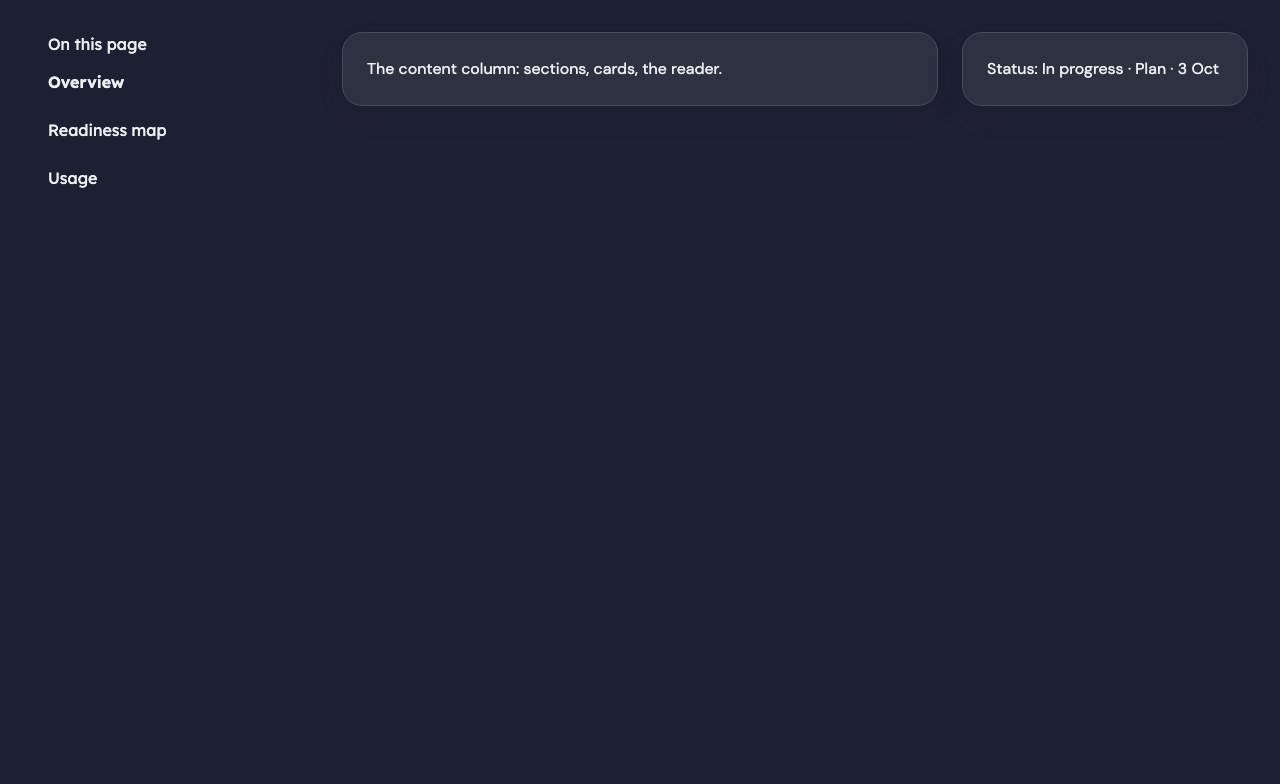 On this page
Overview
Readiness map
Usage
The content column: sections, cards, the reader.
Status: In progress · Plan · 3 Oct